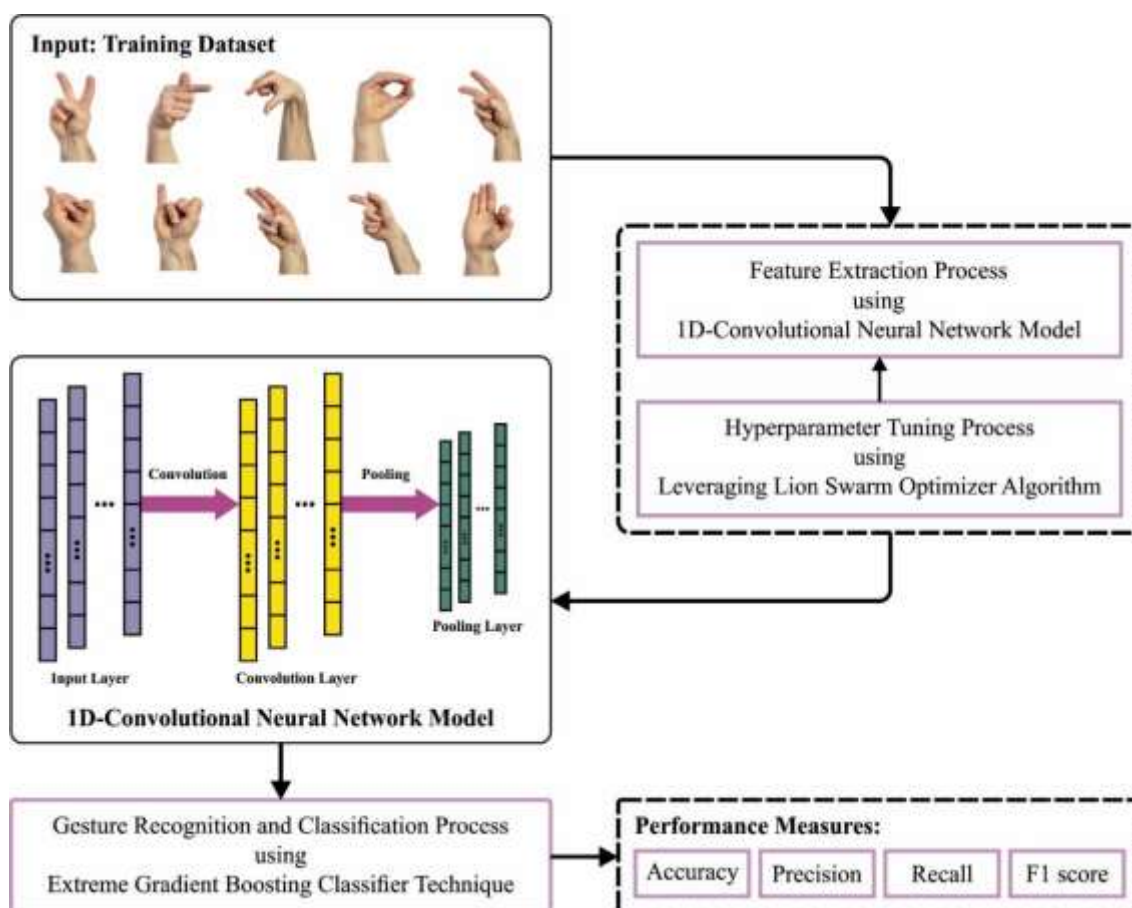 Input: Training Dataset
Feature Extraction Process
using
1D-Convolutional Neural Network Model
Hyperparameter Tuning Process
using
Leveraging Lion Swarm Optimizer Algorithm
Convolution
Pooling
Pooling Layer
Input Layer
Convolution Layer
1D-Convolutional Neural Network Model
Gesture Recognition and Classification Process
using
Extreme Gradient Boosting Classifier Technique
Performance Measures:
Accuracy
Precision
Recall
F1 score